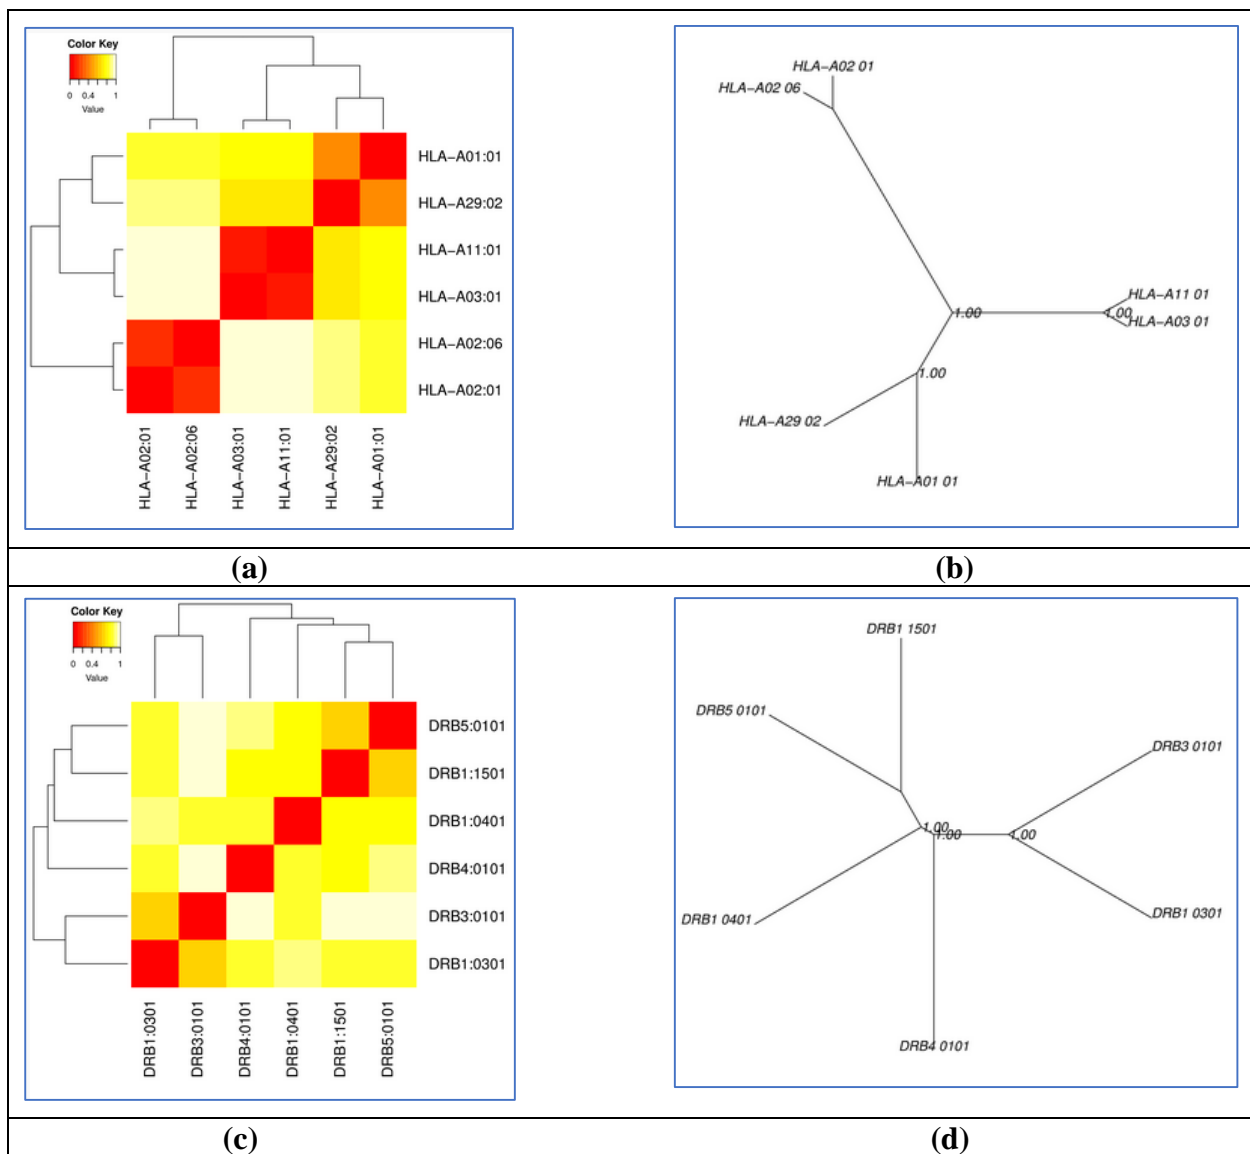 Color Key
0 0.4 1
Value
HLA-A01:01
HLA-A29:02
HLA-A11:01
HLA-A03:01
HLA-A02:06
HLA-A02:01
HLA-A02:01
HLA-A02:06
HLA-A03:01
HLA-A11:01
HLA-A29:02
HLA-A01:01
HLA-A02 01
HLA-A02 06
HLA-A11 01
1.00
1.00
HLA-A03 01
1.00
HLA-A29 02
HLA-A01 01
(a)
(b)
Color Key
0 0.4 1
Value
DRB5:0101
DRB1:1501
DRB1:0401
DRB4:0101
DRB3:0101
DRB1:0301
DRB1:0301
DRB3:0101
DRB4:0101
DRB1:0401
DRB1:1501
DRB5:0101
DRB1 1501
DRB5 0101
DRB3 0101
1.00
1.00
1.00
DRB1 0401
DRB1 0301
DRB4 0101
(c)
(d)